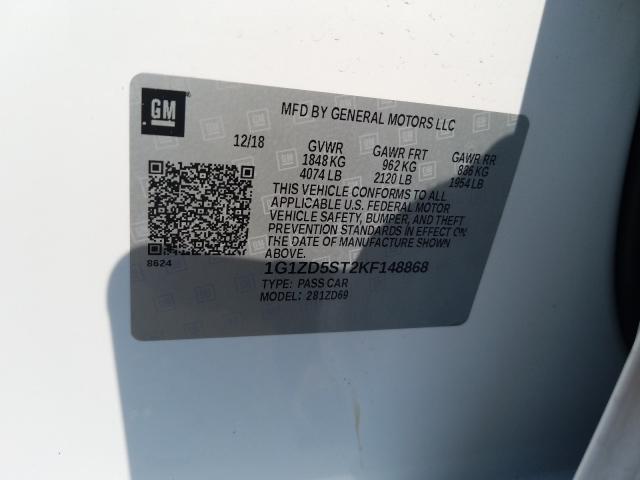 GM
MFD BY GENERAL MOTORS LLC
12/18 GVWR GAWR FRT GAWR RR
1848 KG 962 KG 886 KG
4074 LB 2120 LB 1954 LB
THIS VEHICLE CONFORMS TO ALL
APPLICABLE U.S. FEDERAL MOTOR
VEHICLE SAFETY, BUMPER, AND THEFT
PREVENTION STANDARDS IN EFFECT ON
THE DATE OF MANUFACTURE SHOWN
ABOVE.
8624
1G1ZD5ST2KF148868
TYPE: PASS CAR
MODEL: 281ZD69